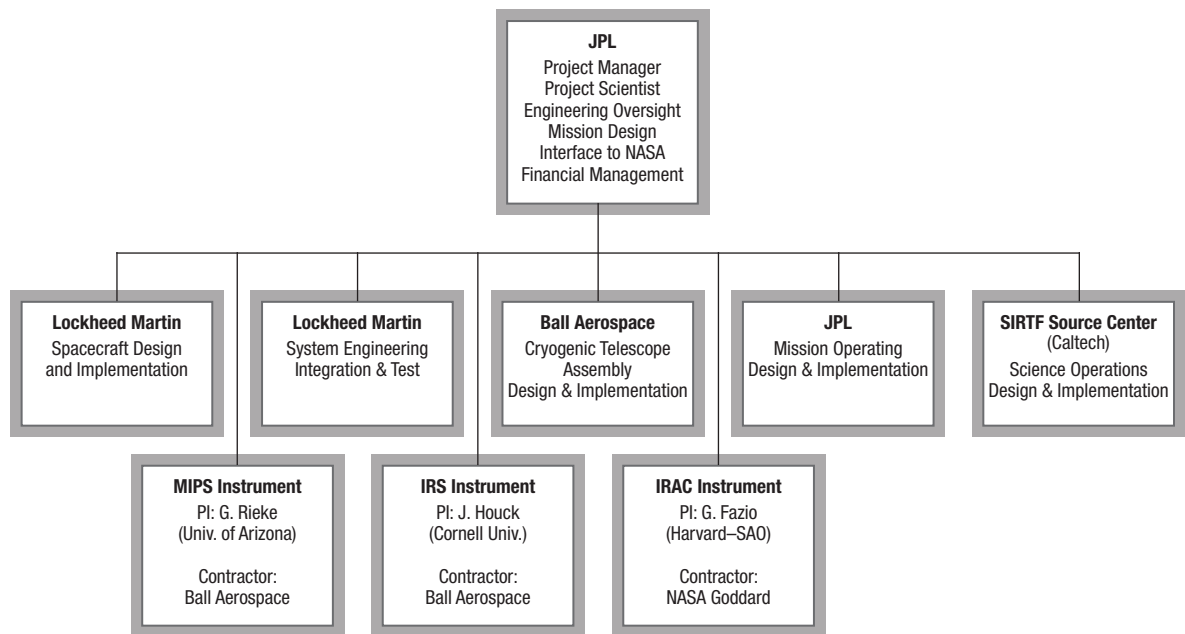 JPL
Project Manager
Project Scientist
Engineering Oversight
Mission Design
Interface to NASA
Financial Management
Lockheed Martin
Spacecraft Design
and Implementation
Lockheed Martin
System Engineering
Integration & Test
Ball Aerospace
Cryogenic Telescope
Assembly
Design & Implementation
JPL
Mission Operating
Design & Implementation
SIRTF Source Center
(Caltech)
Science Operations
Design & Implementation
MIPS Instrument
PI: G. Rieke
(Univ. of Arizona)
Contractor:
Ball Aerospace
IRS Instrument
PI: J. Houck
(Cornell Univ.)
Contractor:
Ball Aerospace
IRAC Instrument
PI: G. Fazio
(Harvard–SAO)
Contractor:
NASA Goddard